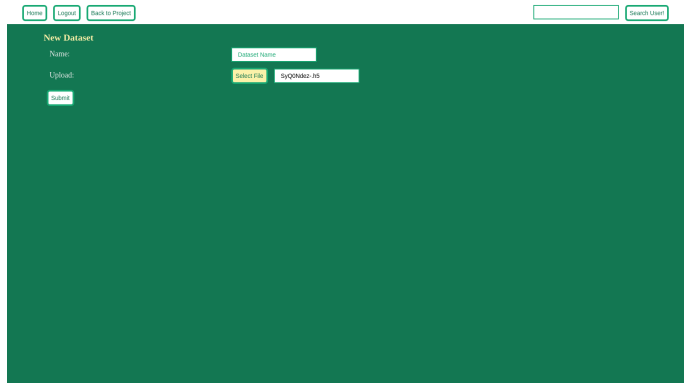 Home Logout Back to Project Search User!
New Dataset
Name: Dataset Name
Upload: Select File SyQ0Ndez-.h5
Submit